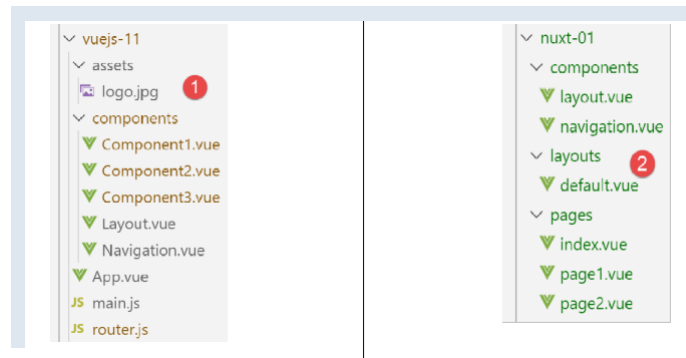 vuejs-11
assets
logo.jpg
1
components
Component1.vue
Component2.vue
Component3.vue
Layout.vue
Navigation.vue
App.vue
JS main.js
JS router.js
nuxt-01
components
layout.vue
navigation.vue
layouts
2
default.vue
pages
index.vue
page1.vue
page2.vue